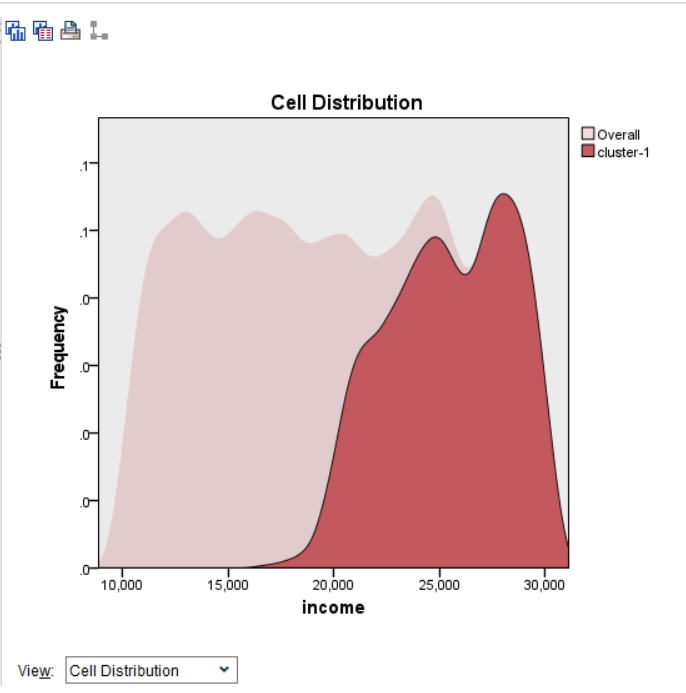 Cell Distribution
Overall
cluster-1
.1
.1
.0
.0
.0
.0
.0
Frequency
10,000 15,000 20,000 25,000 30,000
income
View: Cell Distribution